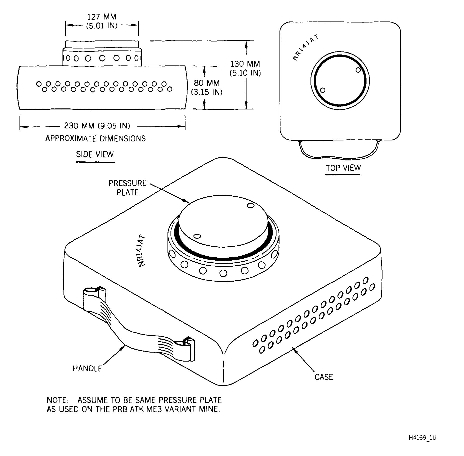 127 MM
(5.01 IN)
130 MM
(5.10 IN)
80 MM
(3.15 IN)
230 MM (9.05 IN)
APPROXIMATE DIMENSIONS
SIDE VIEW
NR141AT
TOP VIEW
PRESSURE
PLATE
NR141AT
HANDLE
CASE
NOTE: ASSUME TO BE SAME PRESSURE PLATE
AS USED ON THE PRB ATK ME3 VARIANT MINE.